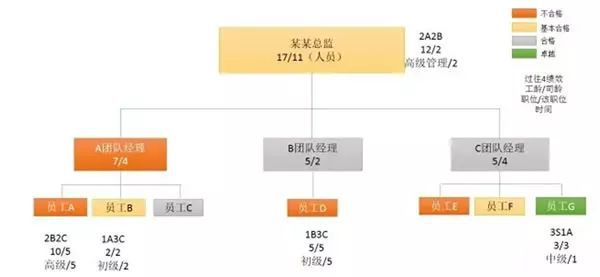 不合格
基本合格
合格
卓越
过往4绩效
工龄/司龄
职位/该职位
时间
某某总监
17/11（人员）
2A2B
12/2
高级管理/2
A团队经理
7/4
B团队经理
5/2
C团队经理
5/4
员工A
员工B
员工C
员工D
员工E
员工F
员工G
2B2C
10/5
高级/5
1A3C
2/2
初级/2
1B3C
5/5
初级/5
3S1A
3/3
中级/1